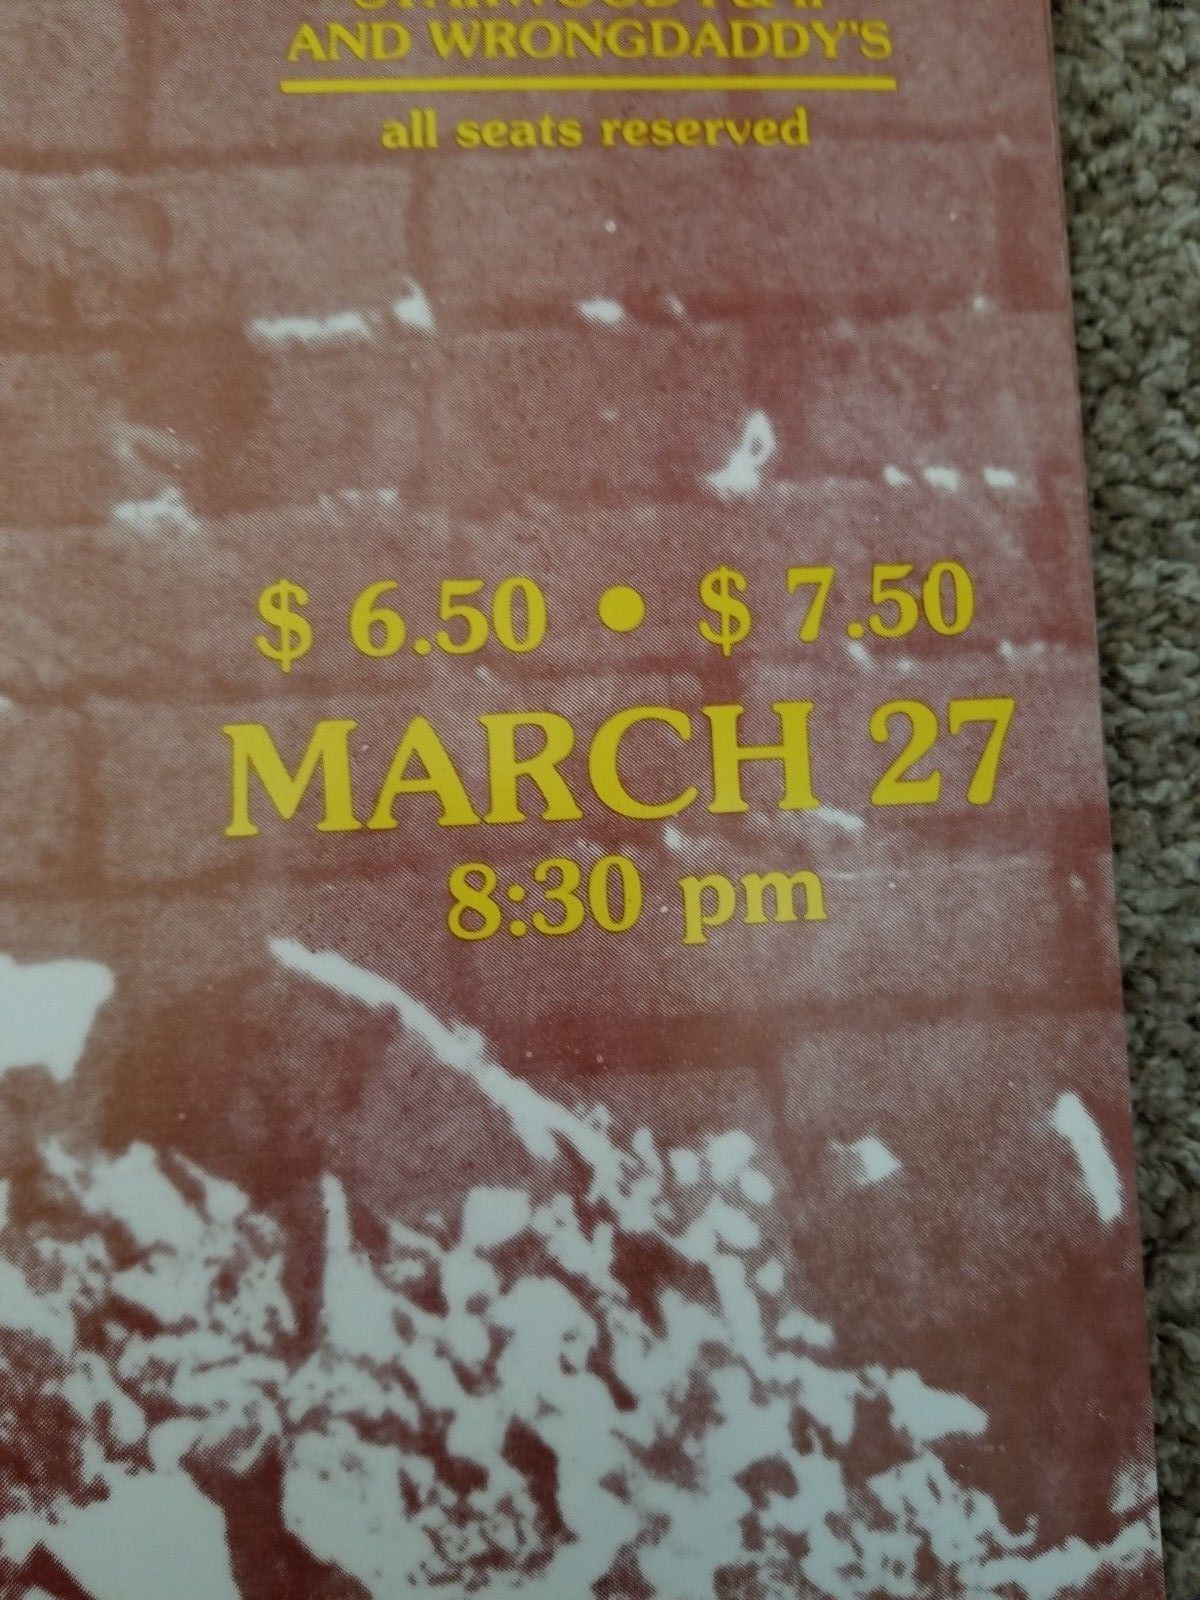 AND WRONGDADDY'S
all seats reserved
$ 6.50 • $ 7.50
MARCH 27
8:30 pm